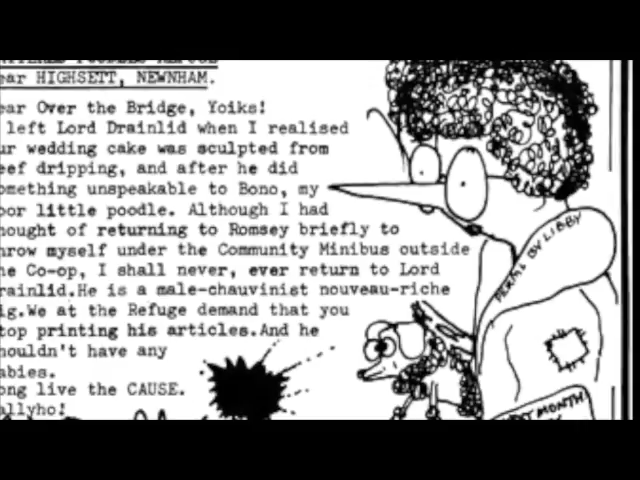 ear HIGHSETT, NEWNHAM.
ear Over the Bridge, Yoiks!
left Lord Drainlid when I realised
ur wedding cake was sculpted from
eef dripping, and after he did
omething unspeakable to Bono, my
oor little poodle. Although I had
hought of returning to Romsey briefly to
hrow myself under the Community Minibus outside
he Co-op, I shall never, ever return to Lord
rainlid.He is a male-chauvinist nouveau-riche
ig.We at the Refuge demand that you
top printing his articles.And he
houldn't have any
abies.
ong live the CAUSE.
allyho!
PERMS BY LIBBY
MONTH